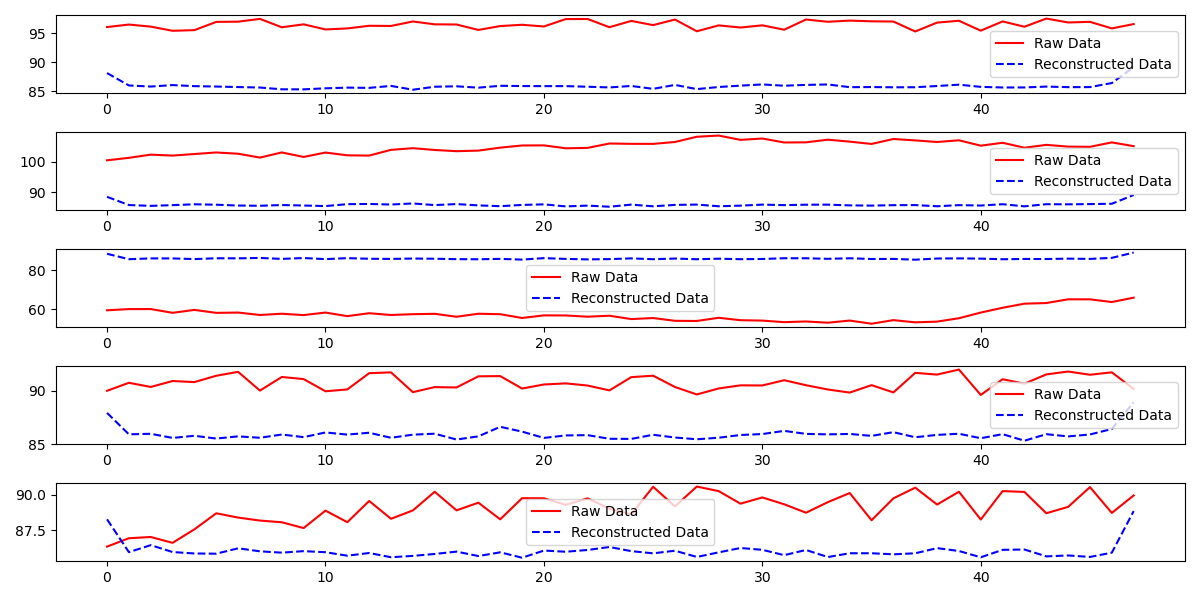 95
90
85
Raw Data
Reconstructed Data
0 10 20 30 40
100
90
Raw Data
Reconstructed Data
0 10 20 30 40
80
60
Raw Data
Reconstructed Data
0 10 20 30 40
90
85
Raw Data
Reconstructed Data
0 10 20 30 40
90.0
87.5
Raw Data
Reconstructed Data
0 10 20 30 40